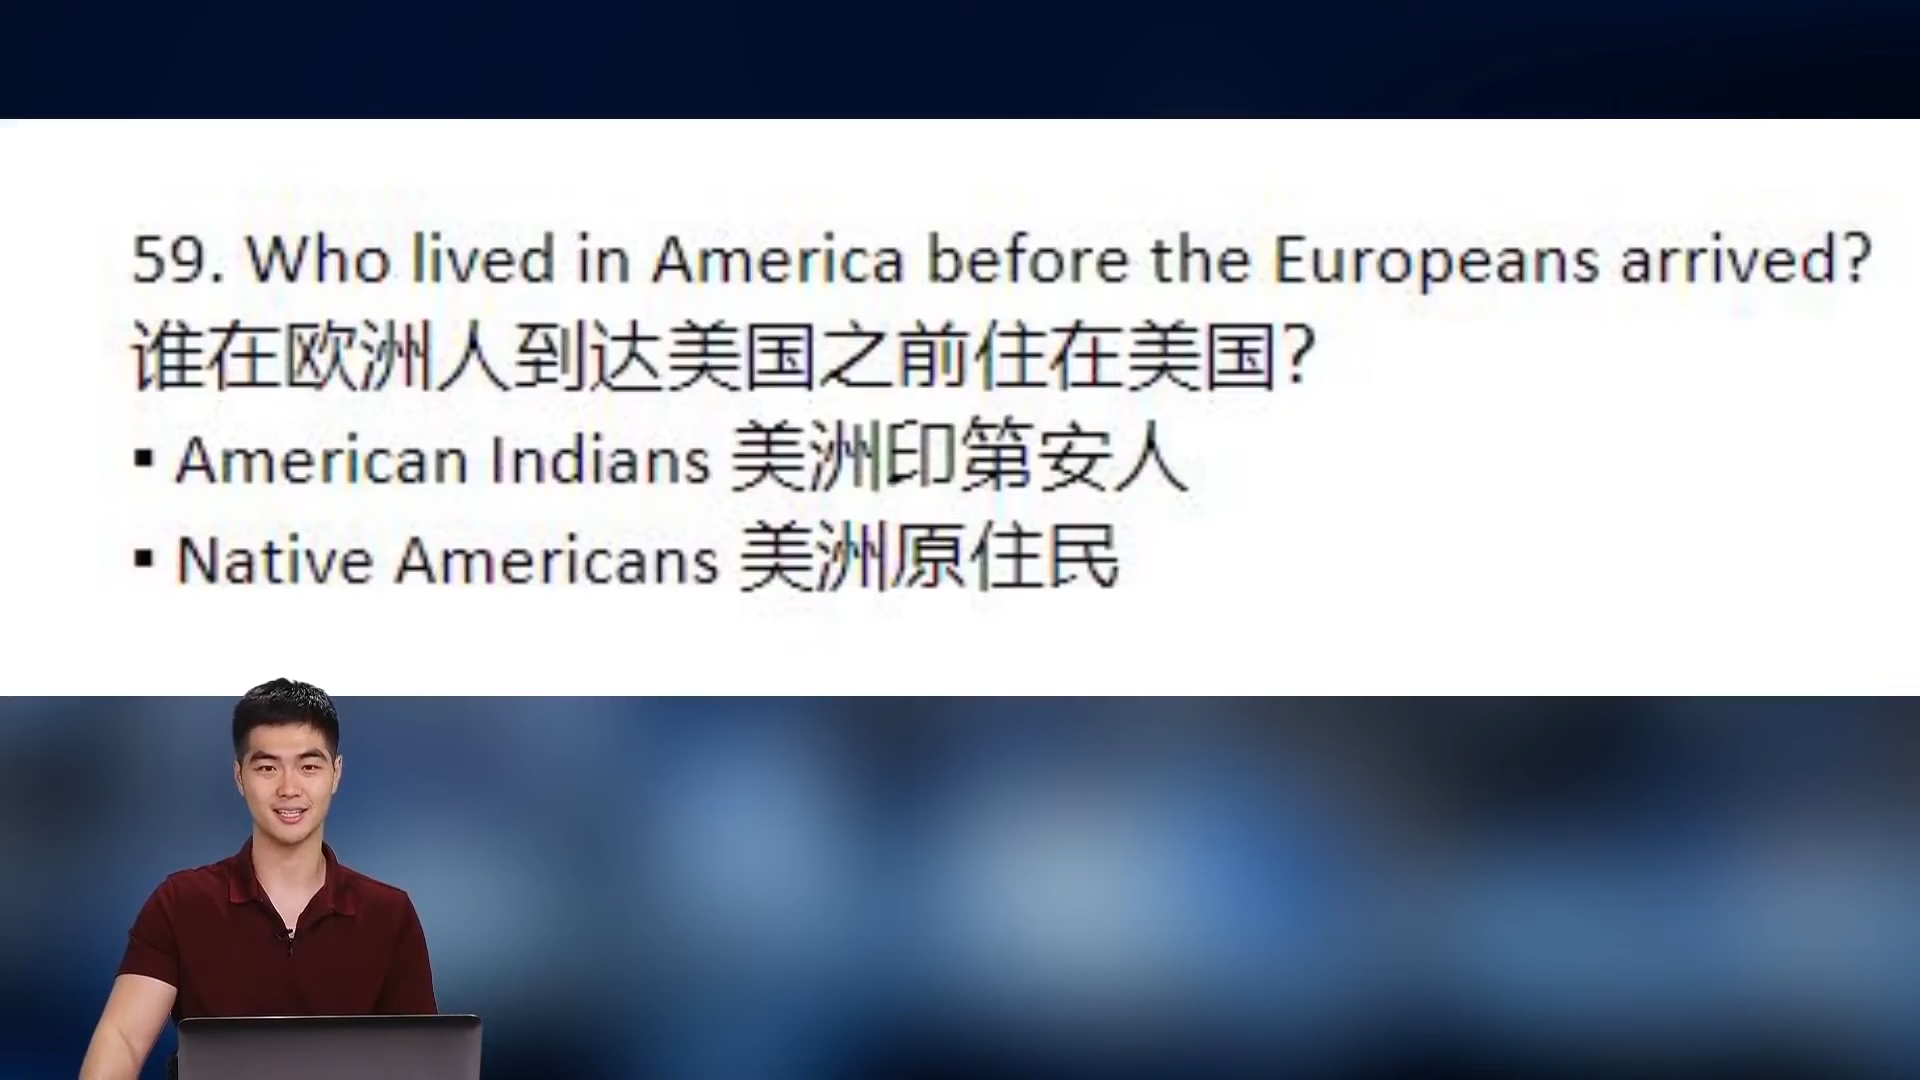 59. Who lived in America before the Europeans arrived?
谁在欧洲人到达美国之前住在美国？
▪ American Indians 美洲印第安人
▪ Native Americans 美洲原住民